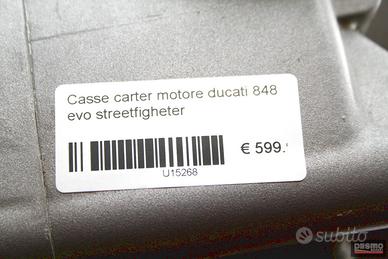 Casse carter motore ducati 848
evo streetfigheter
€ 599.
U15268
subito